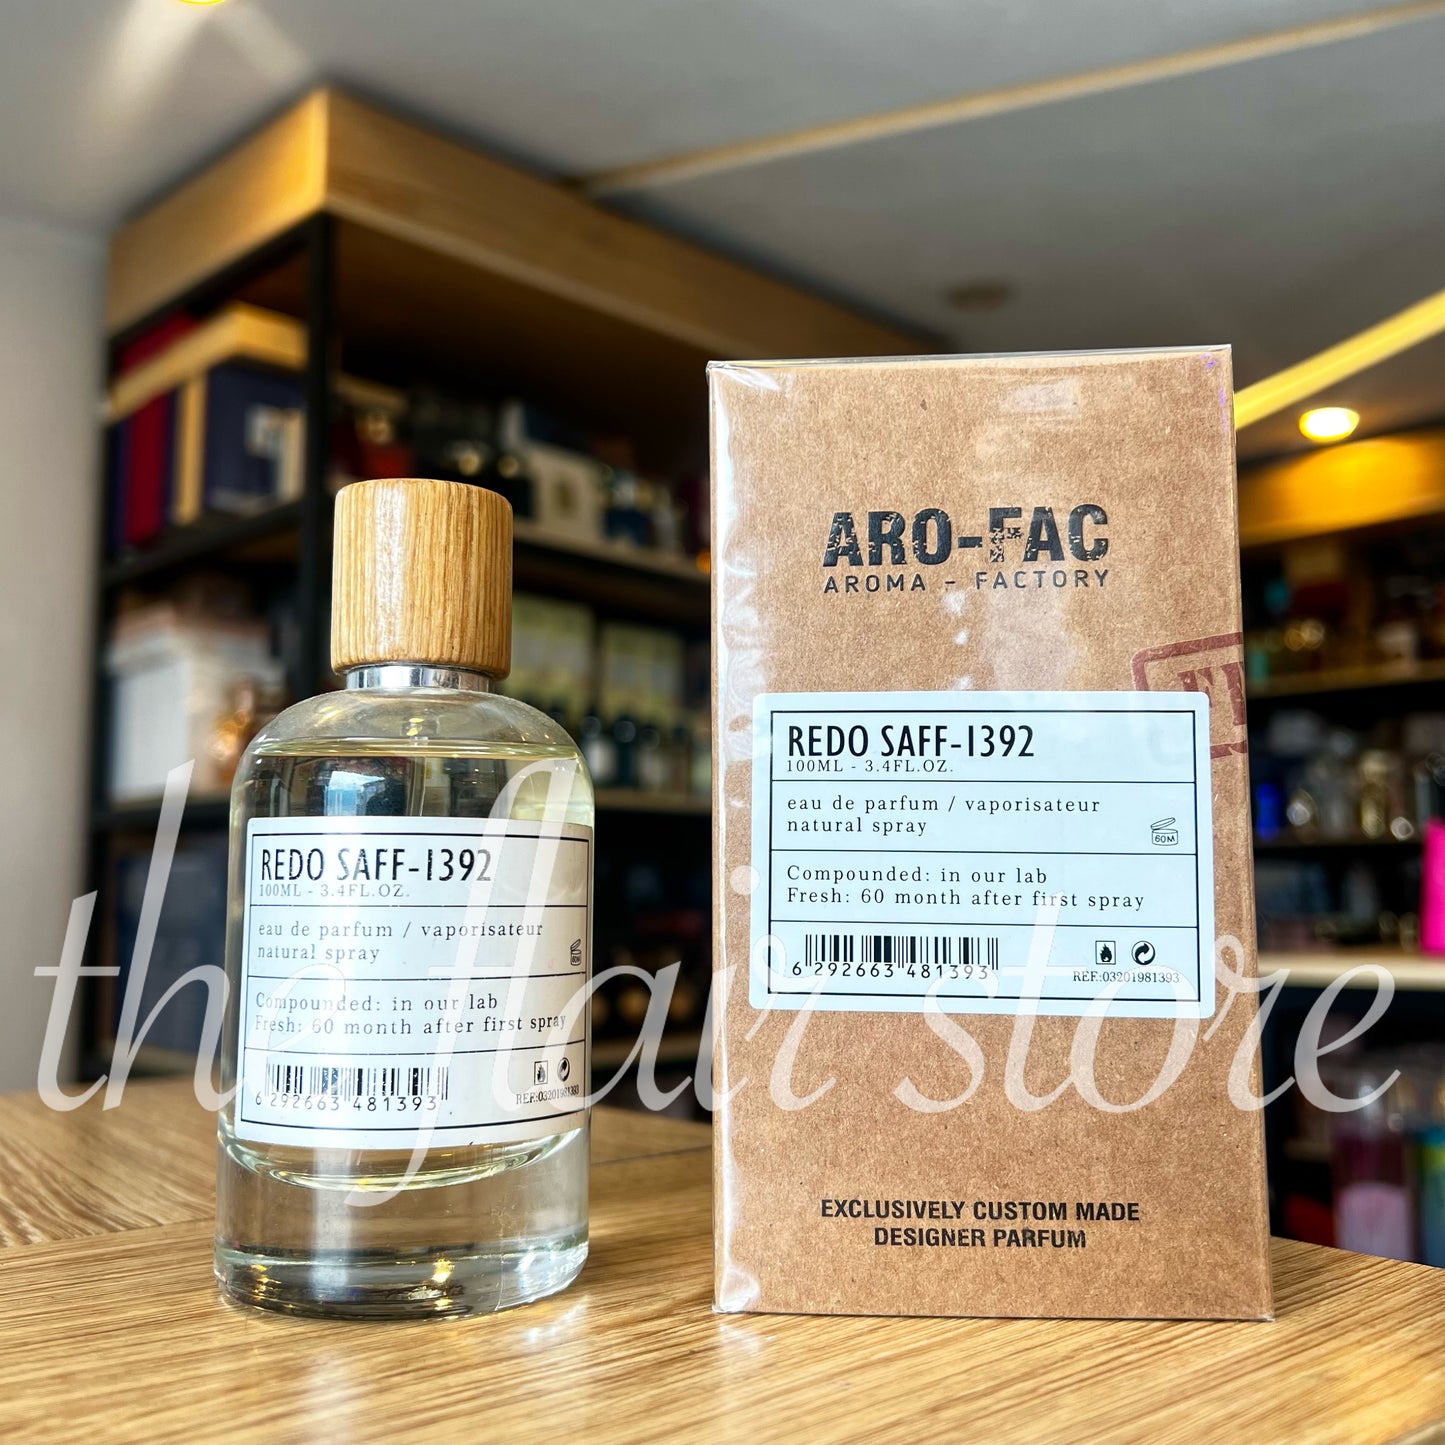 REDO SAFF-1392
100ML - 3.4FL.OZ.
eau de parfum / vaporisateur
natural spray
60M
Compounded: in our lab
Fresh: 60 month after first spray
6 292663 481393
REF:03201981393
ARO-FAC
AROMA - FACTORY
REDO SAFF-1392
100ML - 3.4FL.OZ.
eau de parfum / vaporisateur
natural spray
60M
Compounded: in our lab
Fresh: 60 month after first spray
6 292663 481393
REF:03201981393
EXCLUSIVELY CUSTOM MADE
DESIGNER PARFUM
the flair store